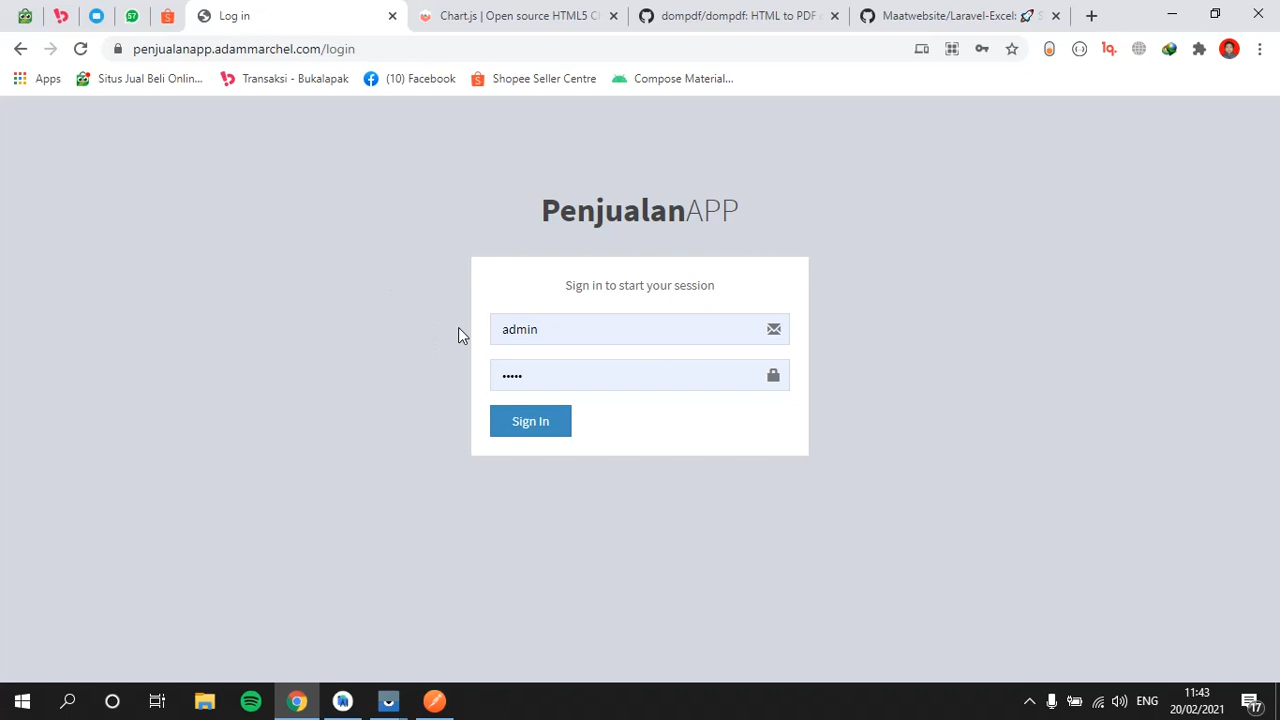 Log in
Chart.js | Open source HTML5 Ch
dompdf/dompdf: HTML to PDF
Maatwebsite/Laravel-Excel: 🚀 S
penjualanapp.adammarchel.com/login
Apps
Situs Jual Beli Onlin...
Transaksi - Bukalapak
(10) Facebook
Shopee Seller Centre
Compose Material...
PenjualanAPP
Sign in to start your session
admin
•••••
Sign In
ENG
11:43
20/02/2021
17